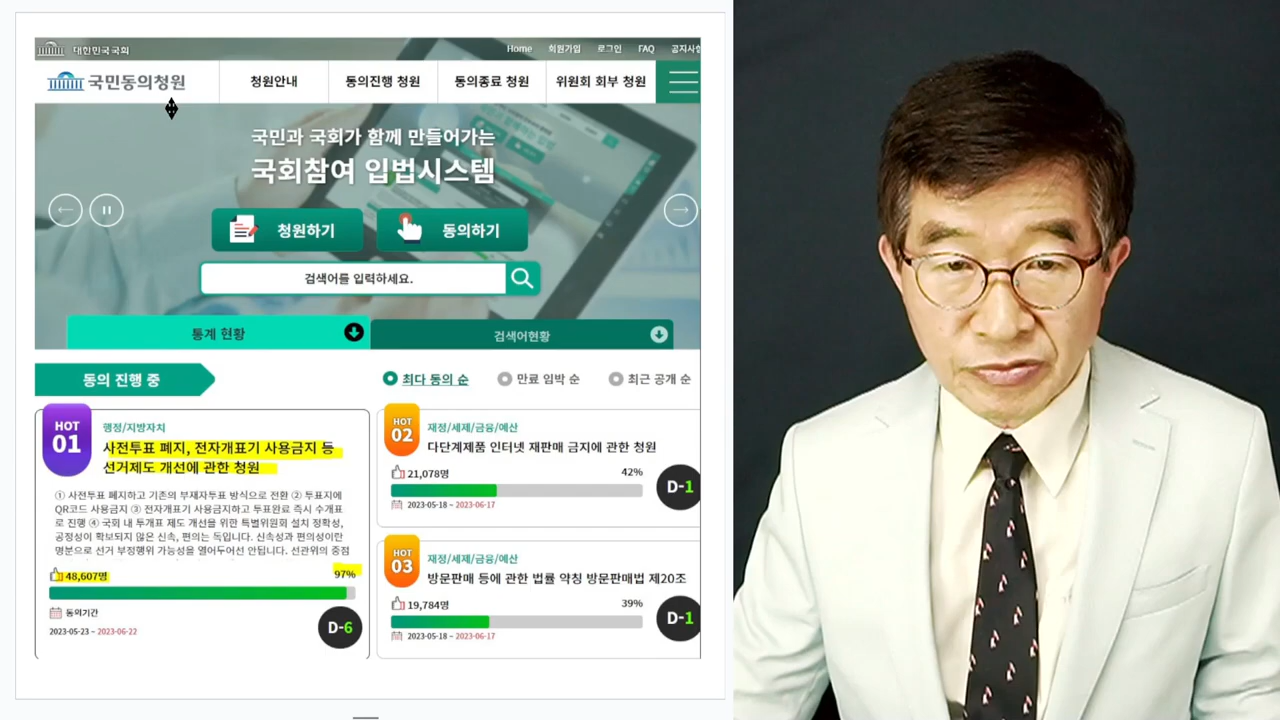 대한민국국회
Home 회원가입 로그인 FAQ 공지사항
국민동의청원 청원안내 동의진행 청원 동의종료 청원 위원회 회부 청원
국민과 국회가 함께 만들어가는
국회참여 입법시스템
청원하기 동의하기
검색어를 입력하세요.
통계 현황 검색어현황
동의 진행 중 최다 동의 순 만료 임박 순 최근 공개 순
HOT
01
행정/지방자치
사전투표 폐지, 전자개표기 사용금지 등
선거제도 개선에 관한 청원
① 사전투표 폐지하고 기존의 부재자투표 방식으로 전환 ② 투표지에
QR코드 사용금지 ③ 전자개표기 사용금지하고 투표완료 즉시 수개표
로 진행 ④ 국회 내 투개표 제도 개선을 위한 특별위원회 설치 정확성,
공정성이 확보되지 않은 신속, 편의는 독입니다. 신속성과 편의성이란
명분으로 선거 부정행위 가능성을 열어두어선 안됩니다. 선관위의 중점
48,607명 97%
동의기간
2023-05-23 ~ 2023-06-22
D-6
HOT
02
재정/세제/금융/예산
다단계제품 인터넷 재판매 금지에 관한 청원
21,078명 42%
2023-05-18 ~ 2023-06-17
D-1
HOT
03
재정/세제/금융/예산
방문판매 등에 관한 법률 약칭 방문판매법 제20조
19,784명 39%
2023-05-18 ~ 2023-06-17
D-1